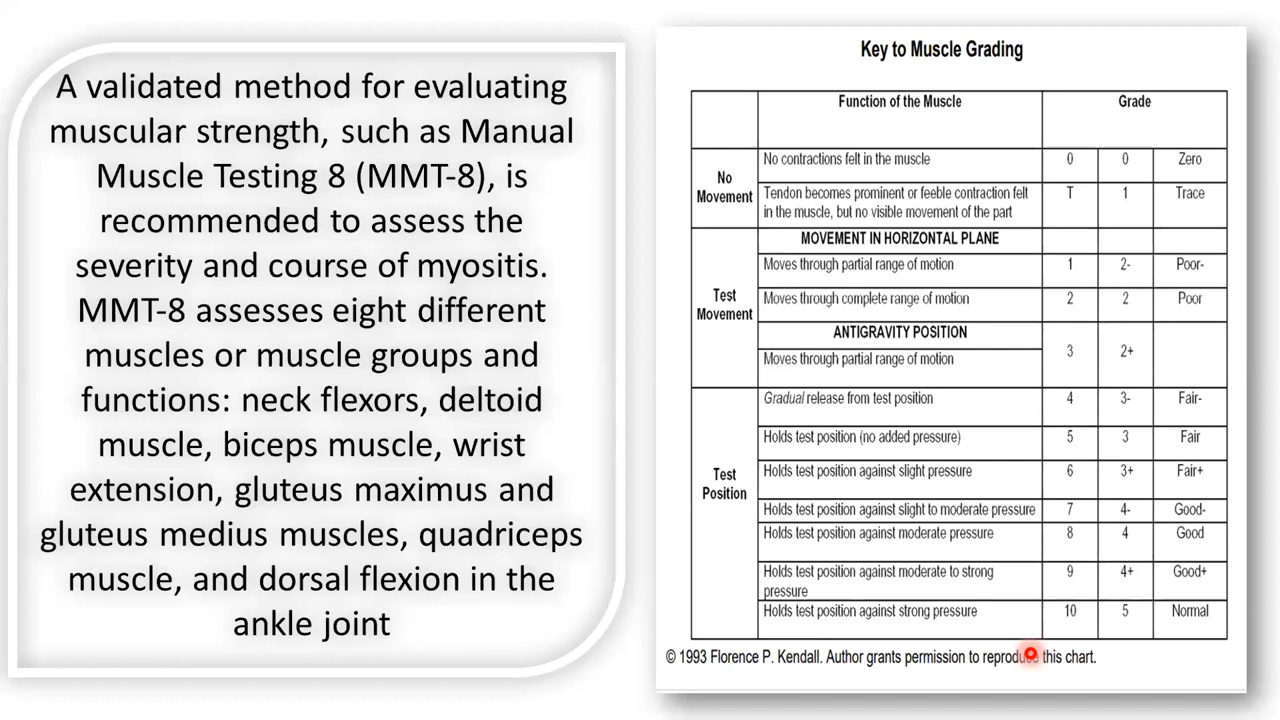 A validated method for evaluating
muscular strength, such as Manual
Muscle Testing 8 (MMT-8), is
recommended to assess the
severity and course of myositis.
MMT-8 assesses eight different
muscles or muscle groups and
functions: neck flexors, deltoid
muscle, biceps muscle, wrist
extension, gluteus maximus and
gluteus medius muscles, quadriceps
muscle, and dorsal flexion in the
ankle joint
Key to Muscle Grading
Function of the Muscle Grade
No Movement
No contractions felt in the muscle 0 0 Zero
Tendon becomes prominent or feeble contraction felt T 1 Trace
in the muscle, but no visible movement of the part
Test Movement
MOVEMENT IN HORIZONTAL PLANE
Moves through partial range of motion 1 2- Poor-
Moves through complete range of motion 2 2 Poor
ANTIGRAVITY POSITION
Moves through partial range of motion 3 2+
Test Position
Gradual release from test position 4 3- Fair-
Holds test position (no added pressure) 5 3 Fair
Holds test position against slight pressure 6 3+ Fair+
Holds test position against slight to moderate pressure 7 4- Good-
Holds test position against moderate pressure 8 4 Good
Holds test position against moderate to strong 9 4+ Good+
pressure
Holds test position against strong pressure 10 5 Normal
© 1993 Florence P. Kendall. Author grants permission to reproduce this chart.